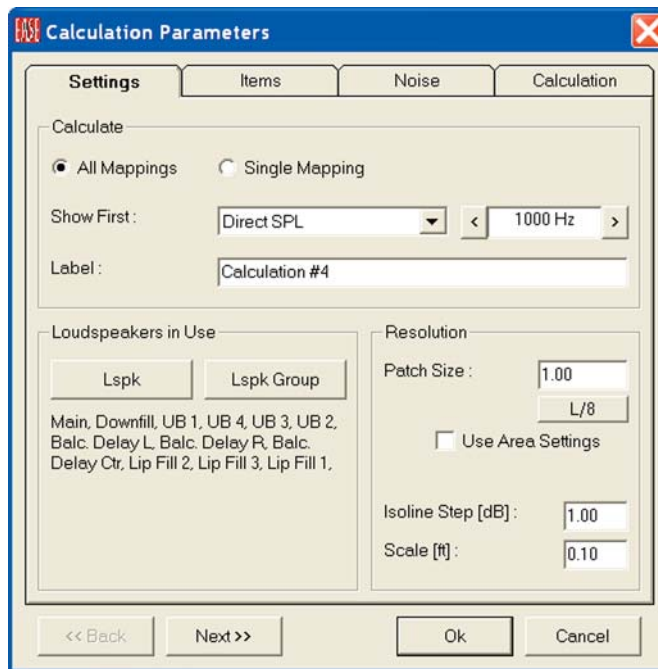 EASE Calculation Parameters
Settings Items Noise Calculation
Calculate
All Mappings Single Mapping
Show First : Direct SPL < 1000 Hz >
Label : Calculation #4
Loudspeakers in Use
Lspk Lspk Group
Main, Downfill, UB 1, UB 4, UB 3, UB 2,
Balc. Delay L, Balc. Delay R, Balc.
Delay Ctr, Lip Fill 2, Lip Fill 3, Lip Fill 1,
Resolution
Patch Size : 1.00
L/8
Use Area Settings
Isoline Step [dB] : 1.00
Scale [ft] : 0.10
<< Back Next >> Ok Cancel